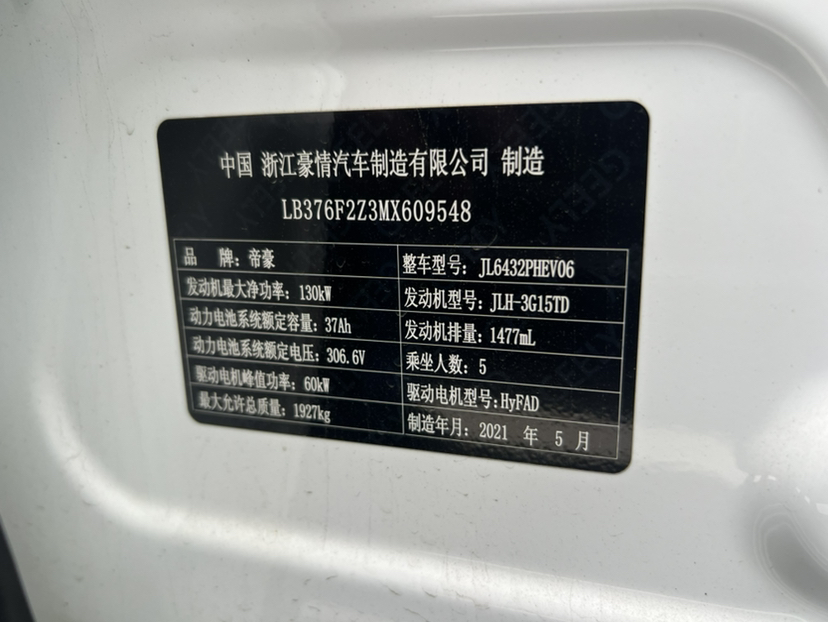 中国 浙江豪情汽车制造有限公司 制造
LB376F2Z3MX609548
品 牌：帝豪
整车型号：JL6432PHEV06
发动机最大净功率：130kW
发动机型号：JLH-3G15TD
动力电池系统额定容量：37Ah
发动机排量：1477mL
动力电池系统额定电压：306.6V
乘坐人数：5
驱动电机峰值功率：60kW
驱动电机型号：HyFAD
最大允许总质量：1927kg
制造年月：2021 年 5 月